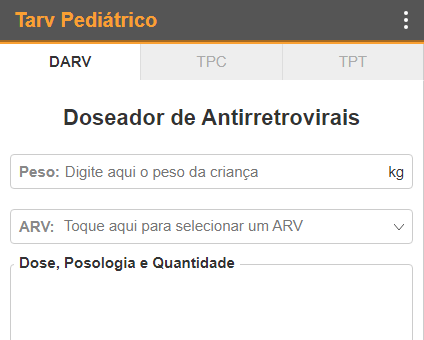 Tarv Pediátrico
DARV TPC TPT
Doseador de Antirretrovirais
Peso: Digite aqui o peso da criança kg
ARV: Toque aqui para selecionar um ARV
Dose, Posologia e Quantidade